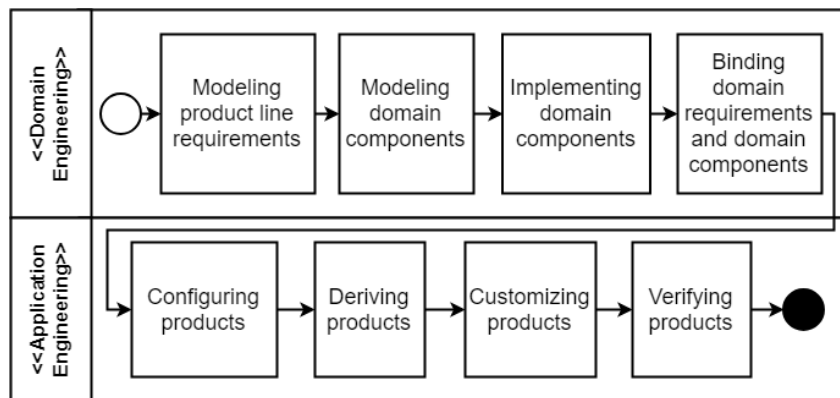 <<Domain
Engineering>>
Modeling
product line
requirements
Modeling
domain
components
Implementing
domain
components
Binding
domain
requirements
and domain
components
<<Application
Engineering>>
Configuring
products
Deriving
products
Customizing
products
Verifying
products